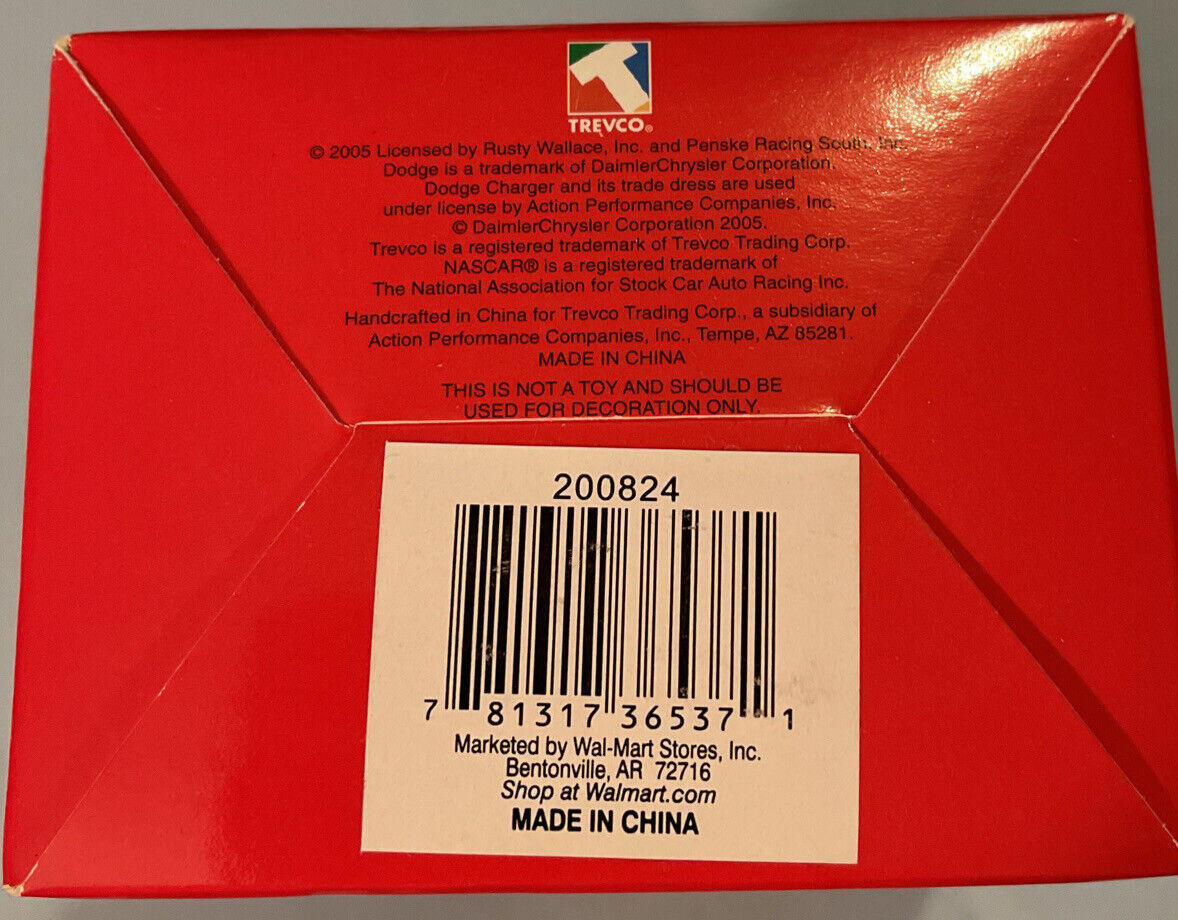 TREVCO®
© 2005 Licensed by Rusty Wallace, Inc. and Penske Racing South, Inc.
Dodge is a trademark of DaimlerChrysler Corporation.
Dodge Charger and its trade dress are used
under license by Action Performance Companies, Inc.
© DaimlerChrysler Corporation 2005.
Trevco is a registered trademark of Trevco Trading Corp.
NASCAR® is a registered trademark of
The National Association for Stock Car Auto Racing Inc.
Handcrafted in China for Trevco Trading Corp., a subsidiary of
Action Performance Companies, Inc., Tempe, AZ 85281.
MADE IN CHINA
THIS IS NOT A TOY AND SHOULD BE
USED FOR DECORATION ONLY.
200824
7 81317 36537 1
Marketed by Wal-Mart Stores, Inc.
Bentonville, AR 72716
Shop at Walmart.com
MADE IN CHINA